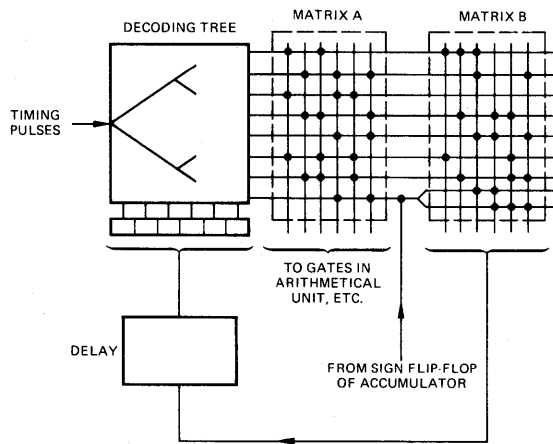 DECODING TREE
MATRIX A
MATRIX B
TIMING
PULSES
TO GATES IN
ARITHMETICAL
UNIT, ETC.
DELAY
FROM SIGN FLIP-FLOP
OF ACCUMULATOR